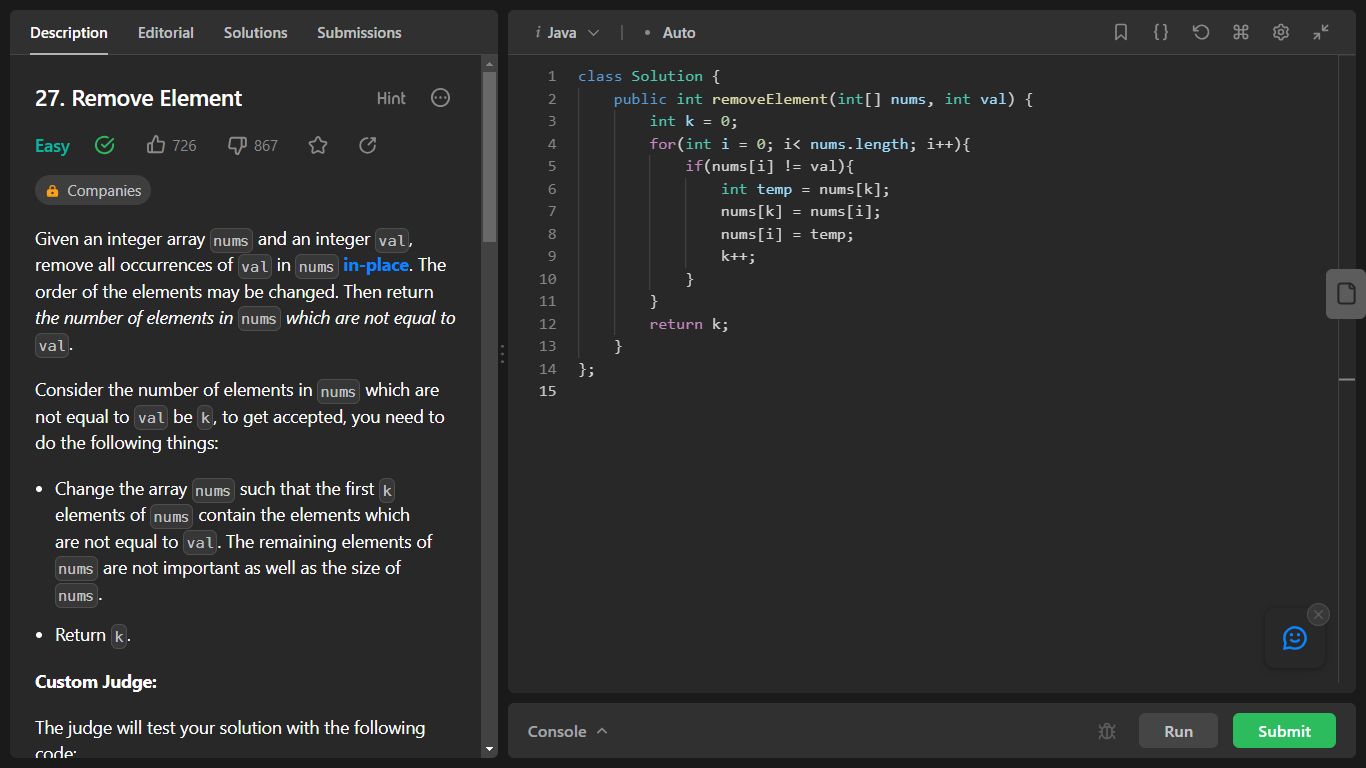 Description Editorial Solutions Submissions
27. Remove Element
Hint
Easy 726 867
Companies
Given an integer array nums and an integer val,
remove all occurrences of val in nums in-place. The
order of the elements may be changed. Then return
the number of elements in nums which are not equal to
val.
Consider the number of elements in nums which are
not equal to val be k, to get accepted, you need to
do the following things:
• Change the array nums such that the first k
elements of nums contain the elements which
are not equal to val. The remaining elements of
nums are not important as well as the size of
nums.
• Return k.
Custom Judge:
The judge will test your solution with the following
code:
i Java • Auto
1 class Solution {
2 public int removeElement(int[] nums, int val) {
3 int k = 0;
4 for(int i = 0; i< nums.length; i++){
5 if(nums[i] != val){
6 int temp = nums[k];
7 nums[k] = nums[i];
8 nums[i] = temp;
9 k++;
10 }
11 }
12 return k;
13 }
14 };
15
Console Run Submit